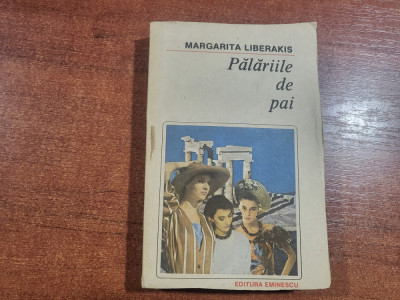 MARGARITA LIBERAKIS
Pălăriile
de
pai
EDITURA EMINESCU